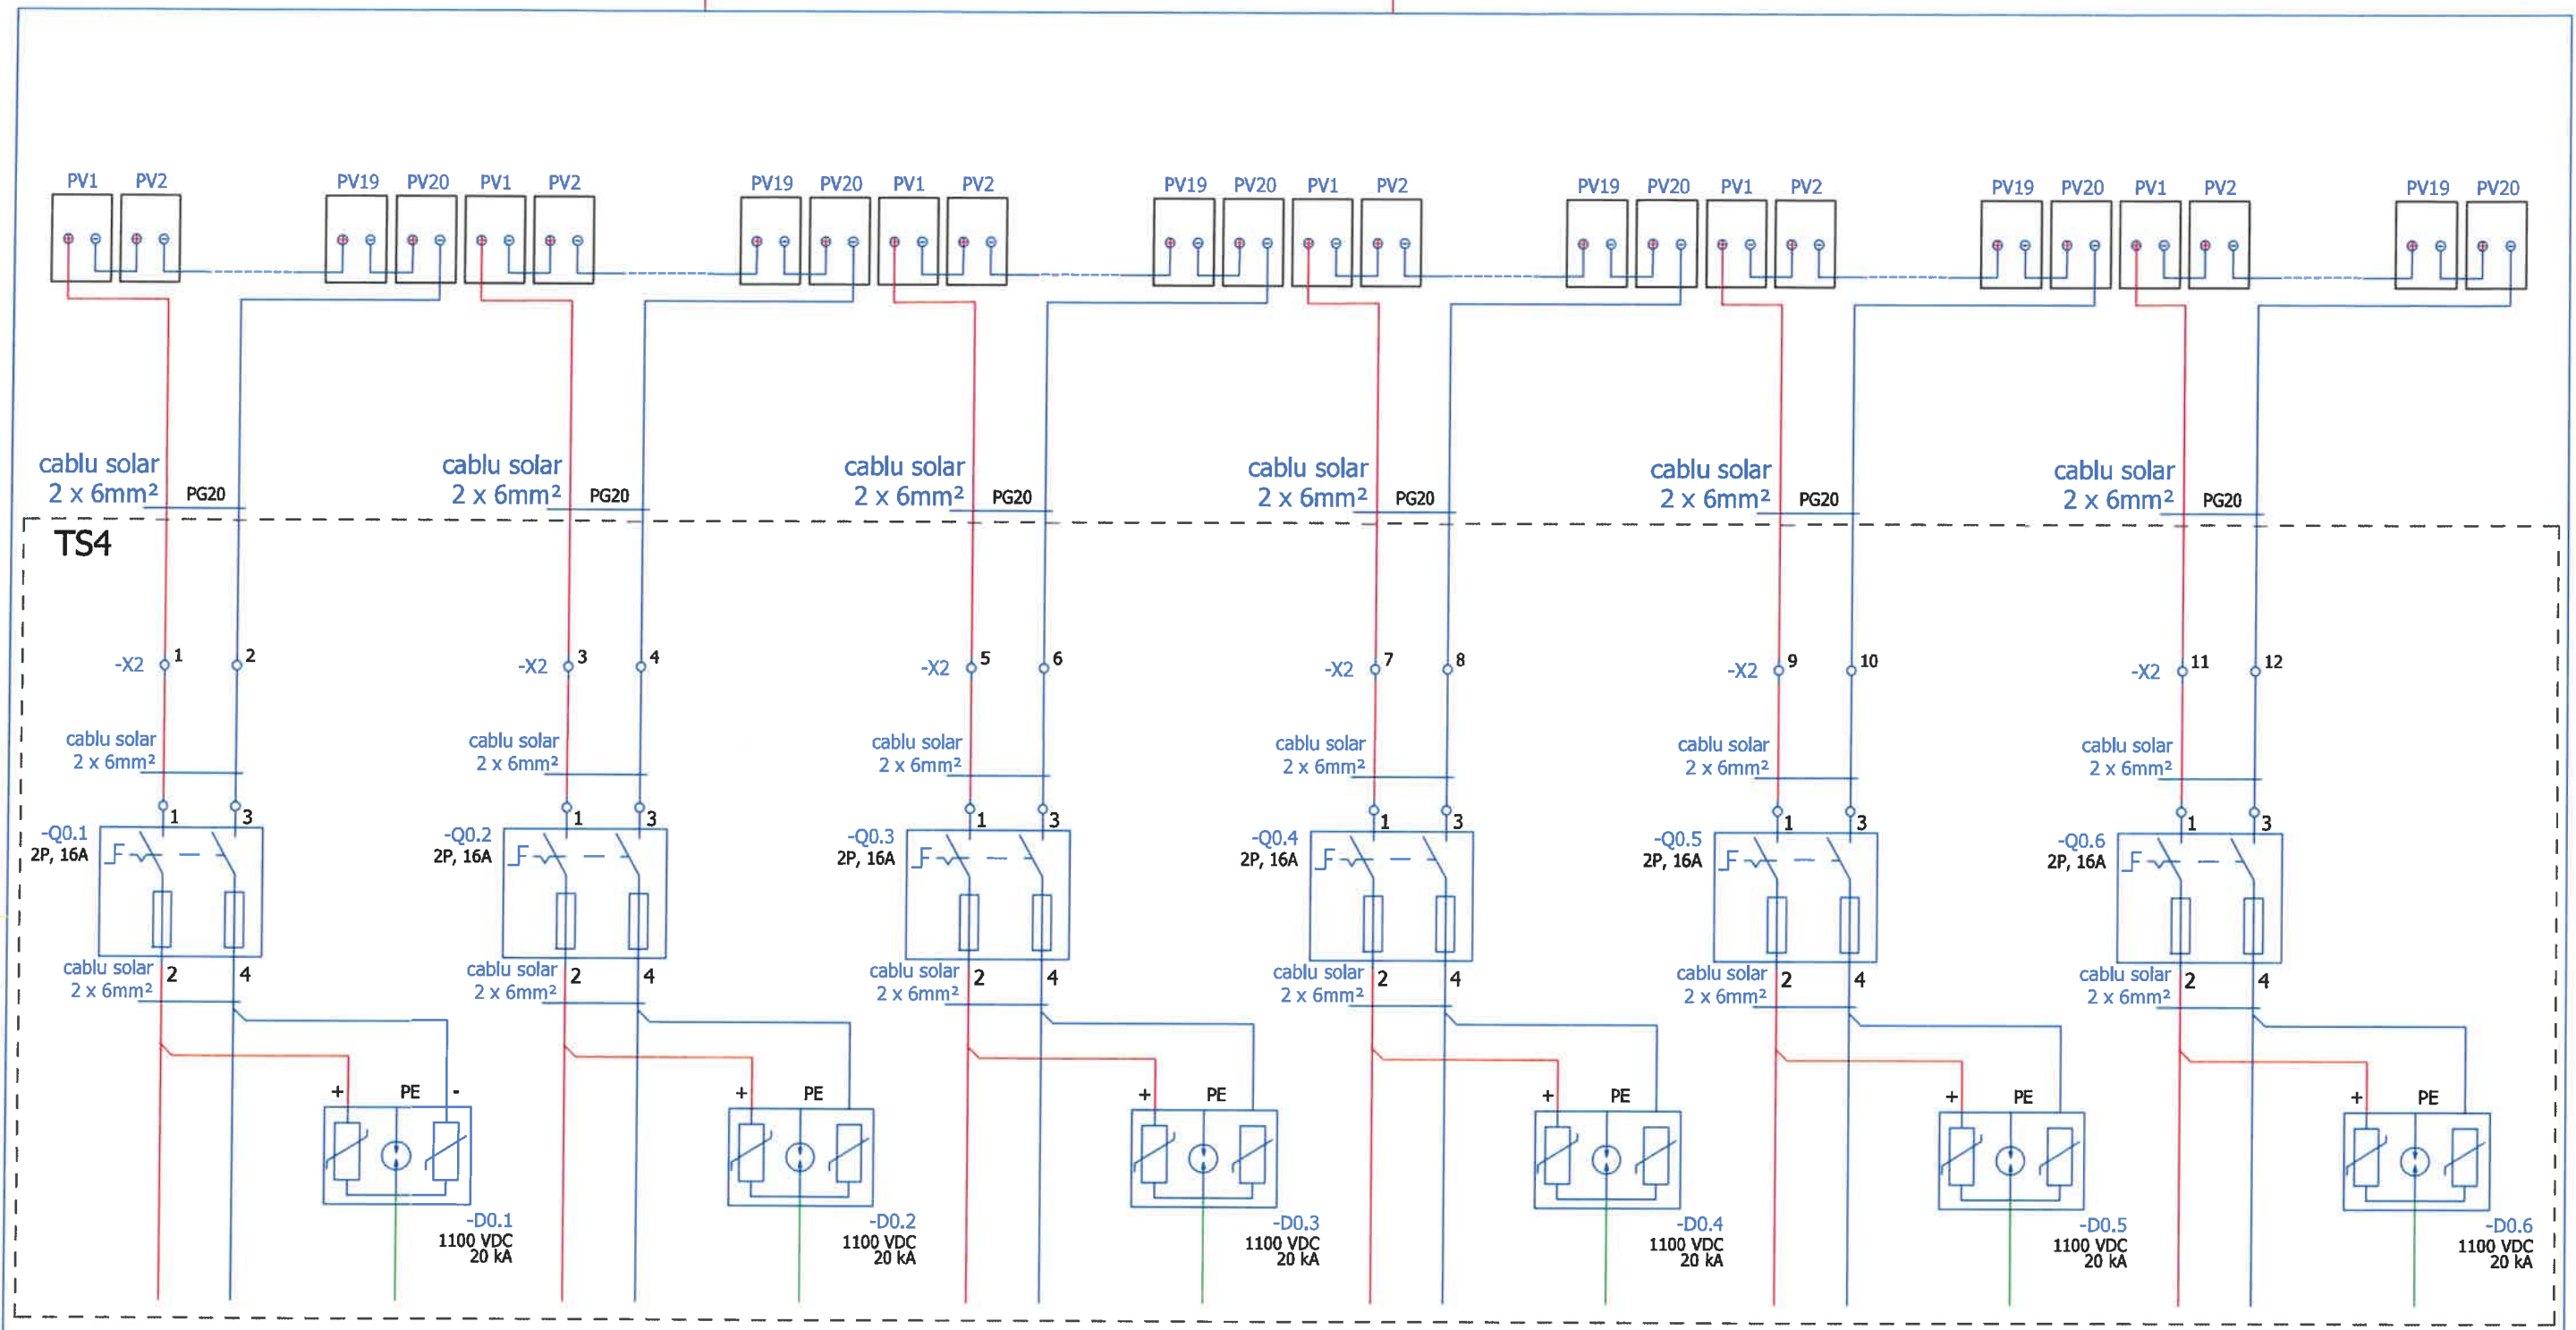 PV1 PV2 PV19 PV20 PV1 PV2 PV19 PV20 PV1 PV2 PV19 PV20 PV1 PV2 PV19 PV20 PV1 PV2 PV19 PV20 PV1 PV2 PV19 PV20
cablu solar cablu solar cablu solar cablu solar cablu solar cablu solar
2 x 6mm² PG20 2 x 6mm² PG20 2 x 6mm² PG20 2 x 6mm² PG20 2 x 6mm² PG20 2 x 6mm² PG20
TS4
-X2 1 2 -X2 3 4 -X2 5 6 -X2 7 8 -X2 9 10 -X2 11 12
cablu solar cablu solar cablu solar cablu solar cablu solar cablu solar
2 x 6mm² 2 x 6mm² 2 x 6mm² 2 x 6mm² 2 x 6mm² 2 x 6mm²
1 3 1 3 1 3 1 3 1 3 1 3
-Q0.1 -Q0.2 -Q0.3 -Q0.4 -Q0.5 -Q0.6
2P, 16A 2P, 16A 2P, 16A 2P, 16A 2P, 16A 2P, 16A
cablu solar 2 4 cablu solar 2 4 cablu solar 2 4 cablu solar 2 4 cablu solar 2 4 cablu solar 2 4
2 x 6mm² 2 x 6mm² 2 x 6mm² 2 x 6mm² 2 x 6mm² 2 x 6mm²
+ PE - + PE + PE + PE + PE + PE
-D0.1 -D0.2 -D0.3 -D0.4 -D0.5 -D0.6
1100 VDC 1100 VDC 1100 VDC 1100 VDC 1100 VDC 1100 VDC
20 kA 20 kA 20 kA 20 kA 20 kA 20 kA